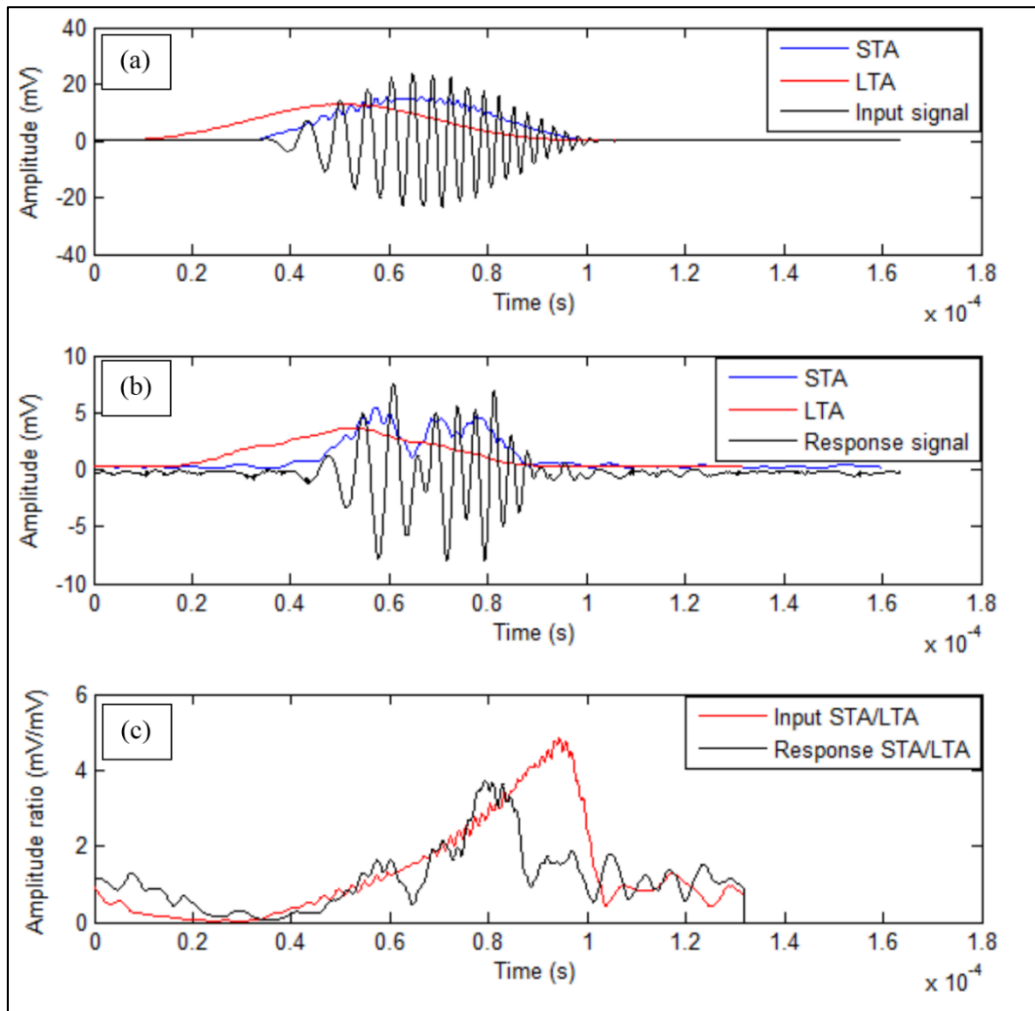 (a)
Amplitude (mV)
40
20
0
-20
-40
STA
LTA
Input signal
0 0.2 0.4 0.6 0.8 1 1.2 1.4 1.6 1.8
Time (s)
x 10^-4
(b)
Amplitude (mV)
10
5
0
-5
-10
STA
LTA
Response signal
0 0.2 0.4 0.6 0.8 1 1.2 1.4 1.6 1.8
Time (s)
x 10^-4
(c)
Amplitude ratio (mV/mV)
6
4
2
0
Input STA/LTA
Response STA/LTA
0 0.2 0.4 0.6 0.8 1 1.2 1.4 1.6 1.8
Time (s)
x 10^-4